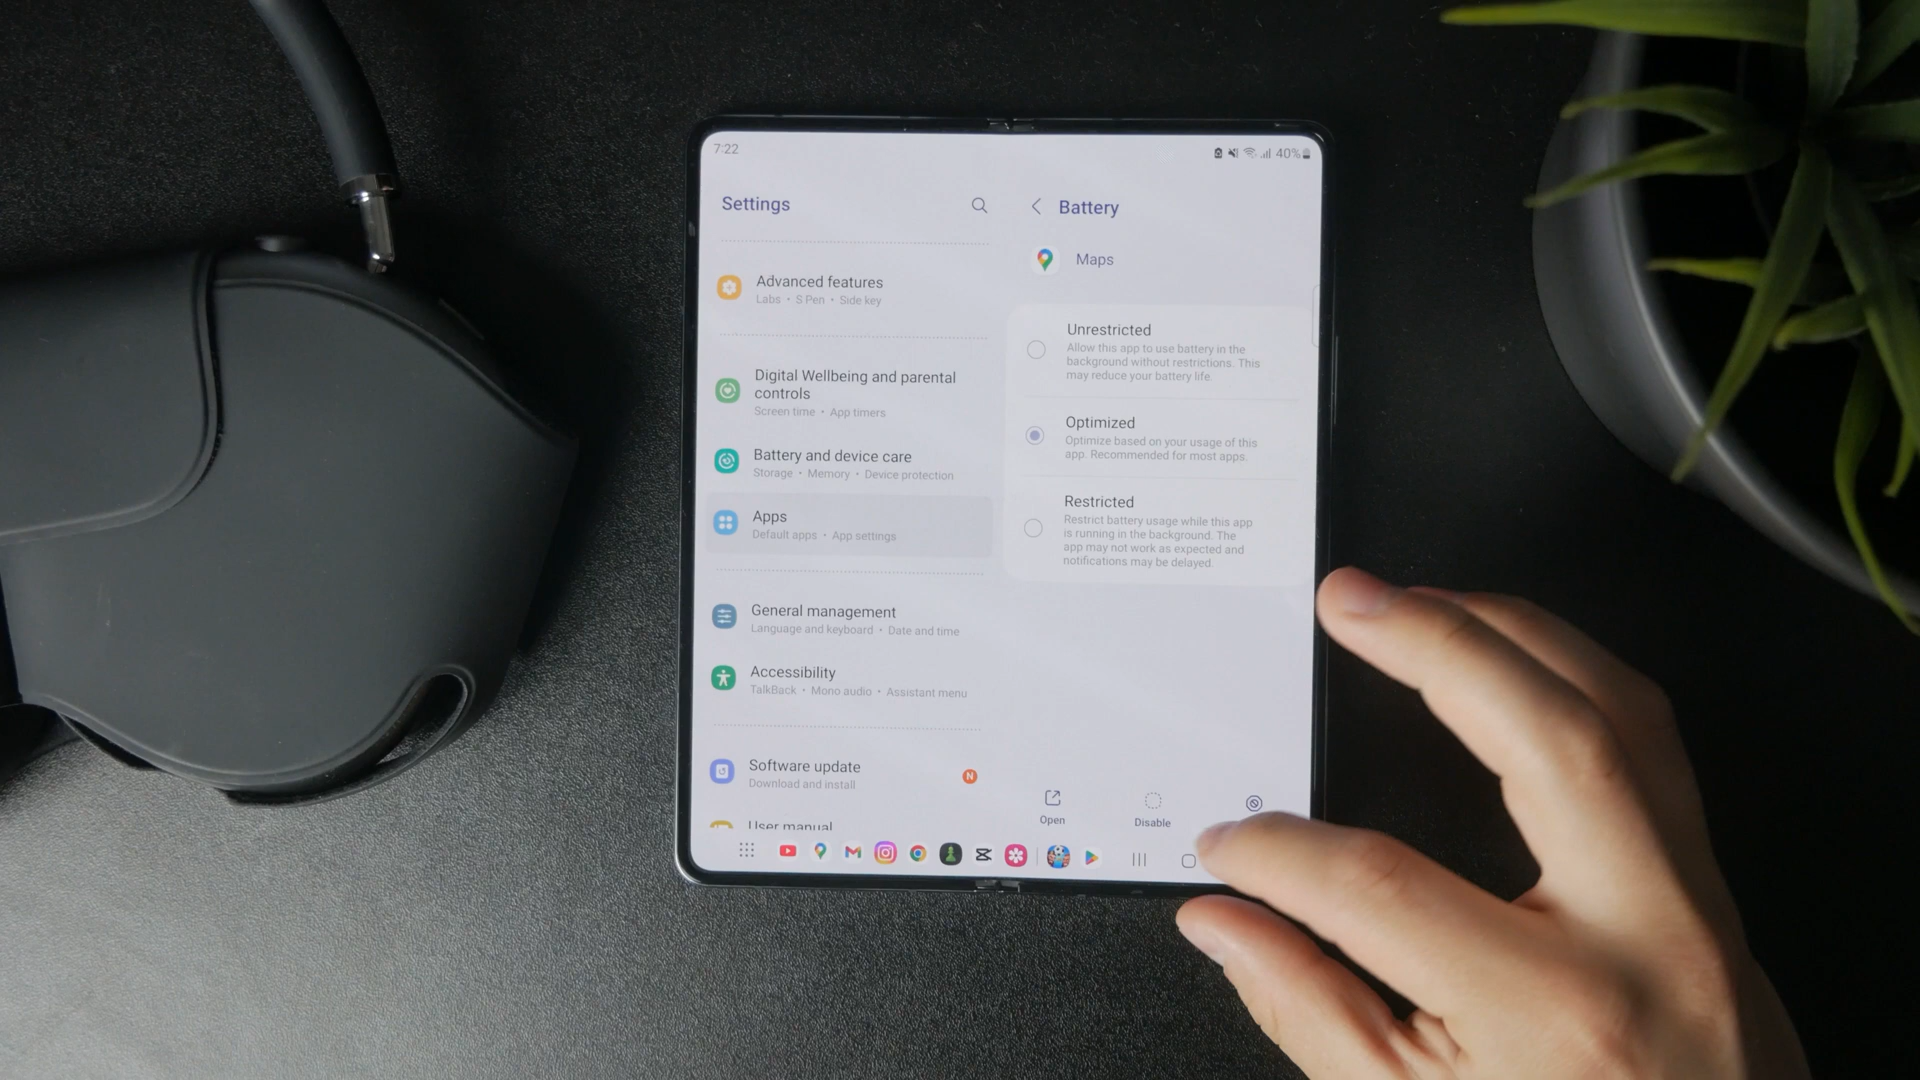 7:22
40%
Settings
Advanced features
Labs • S Pen • Side key
Digital Wellbeing and parental
controls
Screen time • App timers
Battery and device care
Storage • Memory • Device protection
Apps
Default apps • App settings
General management
Language and keyboard • Date and time
Accessibility
TalkBack • Mono audio • Assistant menu
Software update
Download and install
N
User manual
Battery
Maps
Unrestricted
Allow this app to use battery in the
background without restrictions. This
may reduce your battery life.
Optimized
Optimize based on your usage of this
app. Recommended for most apps.
Restricted
Restrict battery usage while this app
is running in the background. The
app may not work as expected and
notifications may be delayed.
Open
Disable